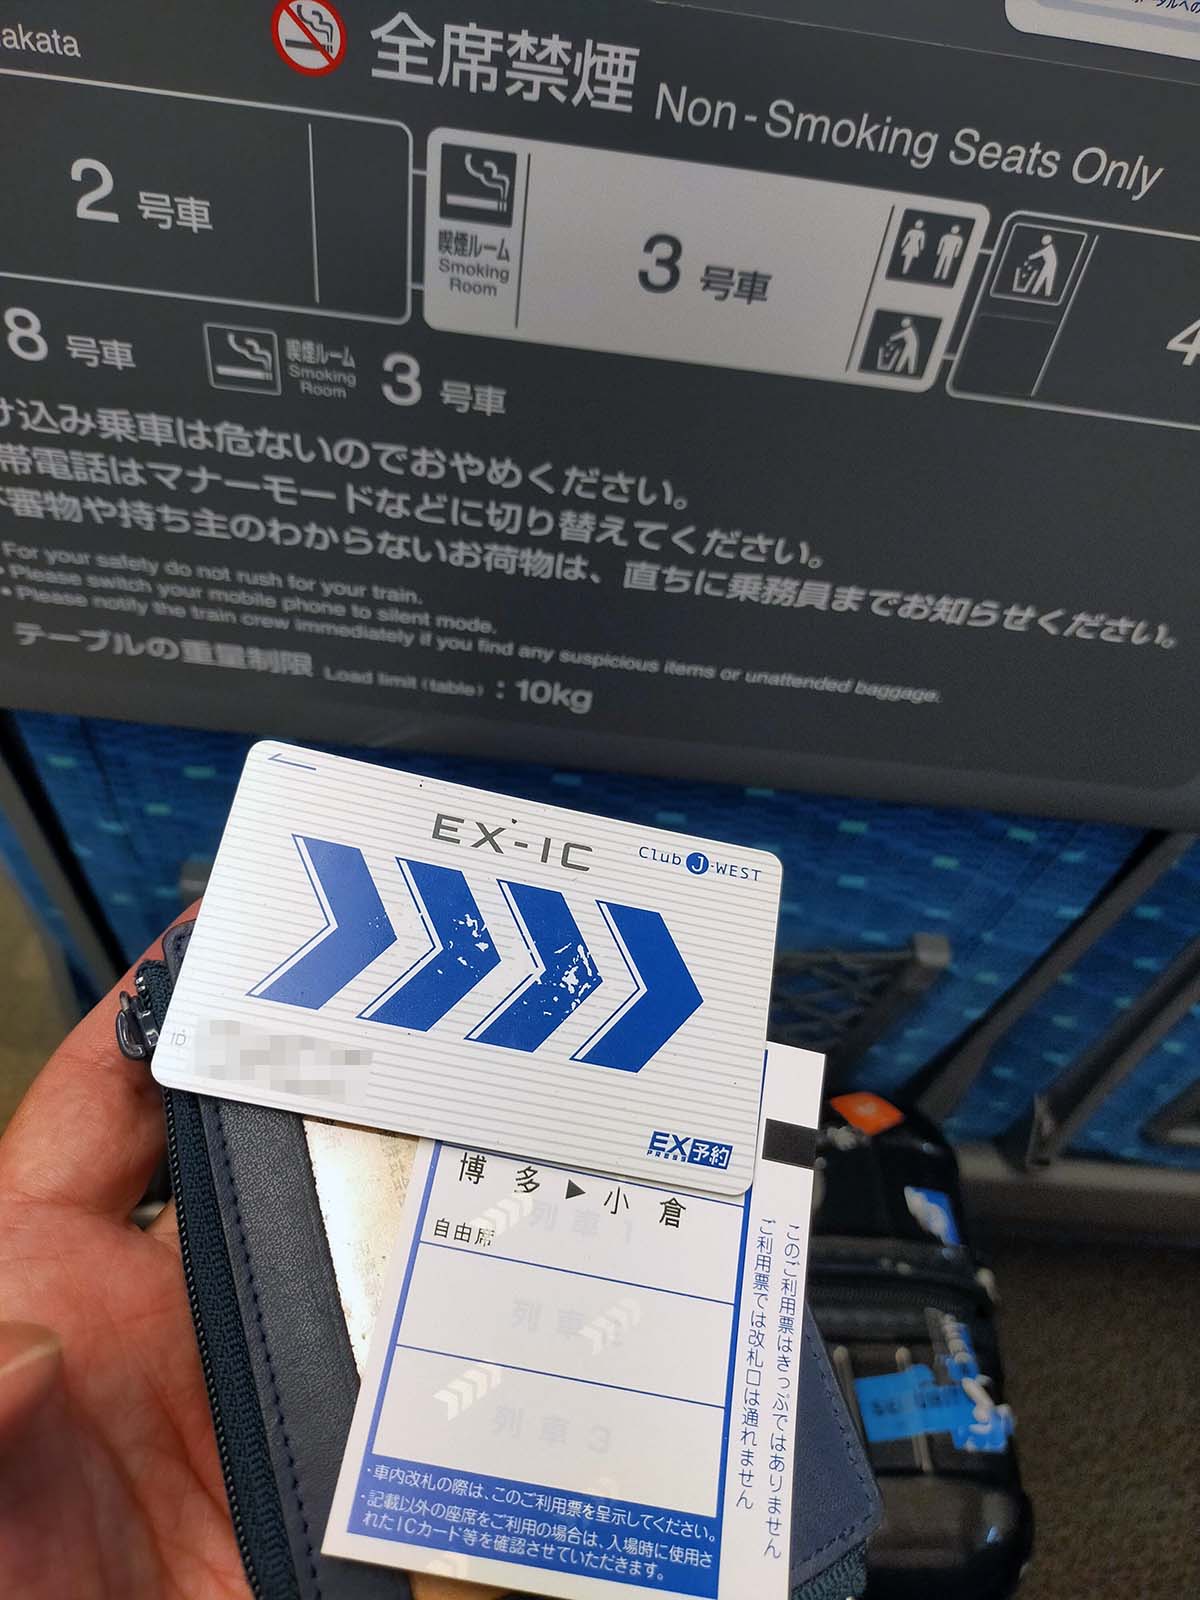 akata
全席禁煙 Non-Smoking Seats Only
2 号車
喫煙ルーム
Smoking
Room
3 号車
4
8 号車
喫煙ルーム
Smoking
Room
3 号車
け込み乗車は危ないのでおやめください。
帯電話はマナーモードなどに切り替えてください。
審物や持ち主のわからないお荷物は、直ちに乗務員までお知らせください。
For your safety do not rush for your train.
• Please switch your mobile phone to silent mode.
• Please notify the train crew immediately if you find any suspicious items or unattended baggage.
テーブルの重量制限 Load limit (table) : 10kg
EX-IC
Club J-WEST
ID
EXPRESS予約
博多▶小倉
自由席
列車1
列車2
列車3
・車内改札の際は、このご利用票を呈示してください。
・記載以外の座席をご利用の場合は、入場時に使用さ
れたICカード等を確認させていただきます。
このご利用票はきっぷではありません
ご利用票では改札口は通れません